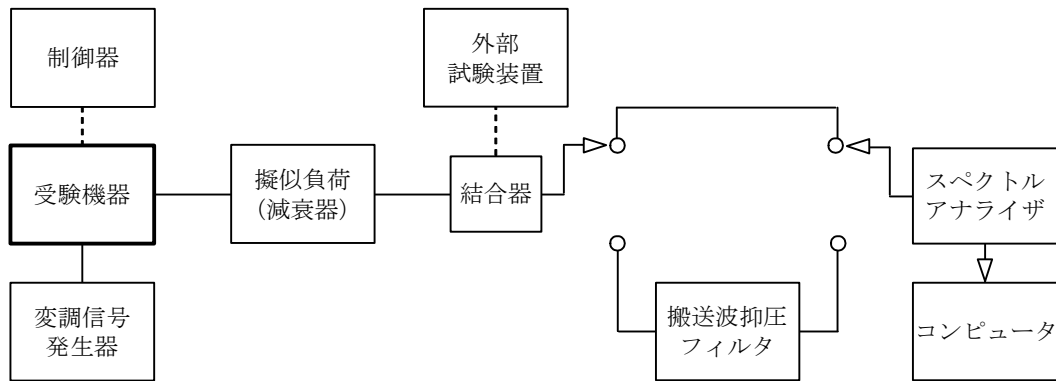 制御器
外部
試験装置
受験機器
擬似負荷
（減衰器）
結合器
スペクトル
アナライザ
変調信号
発生器
搬送波抑圧
フィルタ
コンピュータ